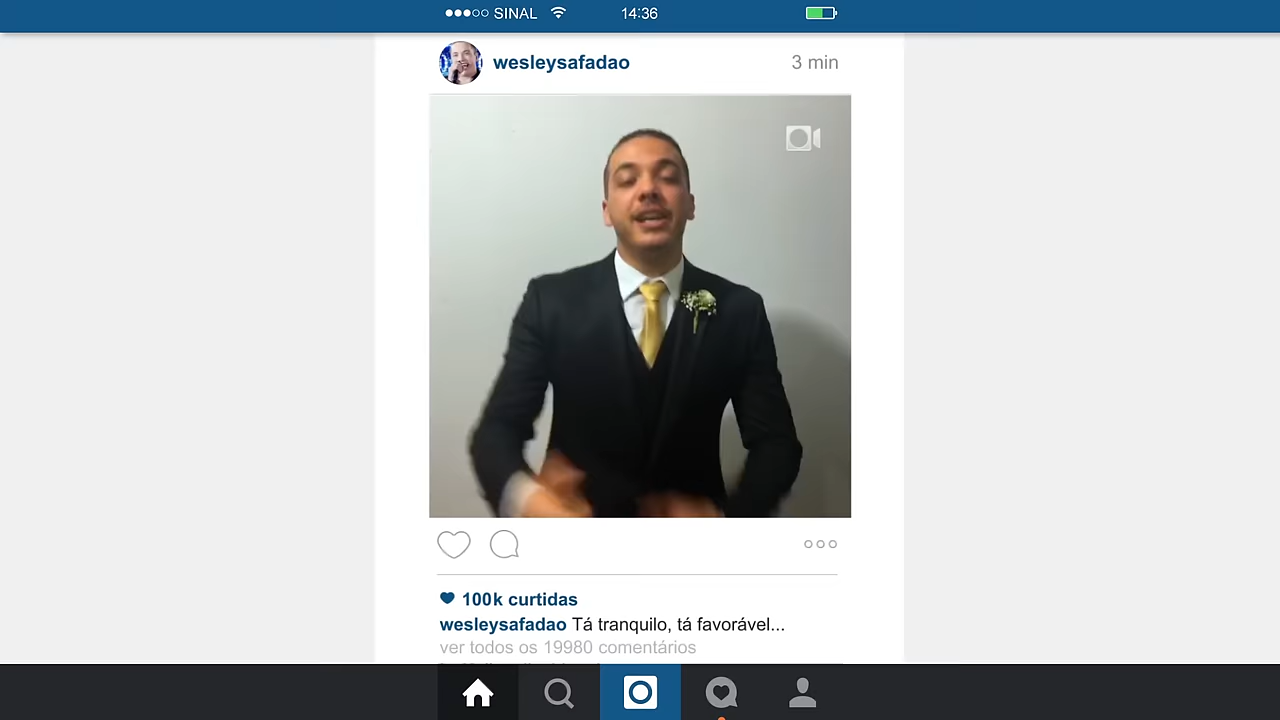 SINAL 14:36
wesleysafadao 3 min
100k curtidas
wesleysafadao Tá tranquilo, tá favorável...
ver todos os 19980 comentários